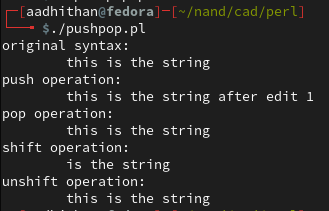 [aadhithan@fedora]-[~/nand/cad/perl]
$./pushpop.pl
original syntax:
this is the string
push operation:
this is the string after edit 1
pop operation:
this is the string
shift operation:
is the string
unshift operation:
this is the string